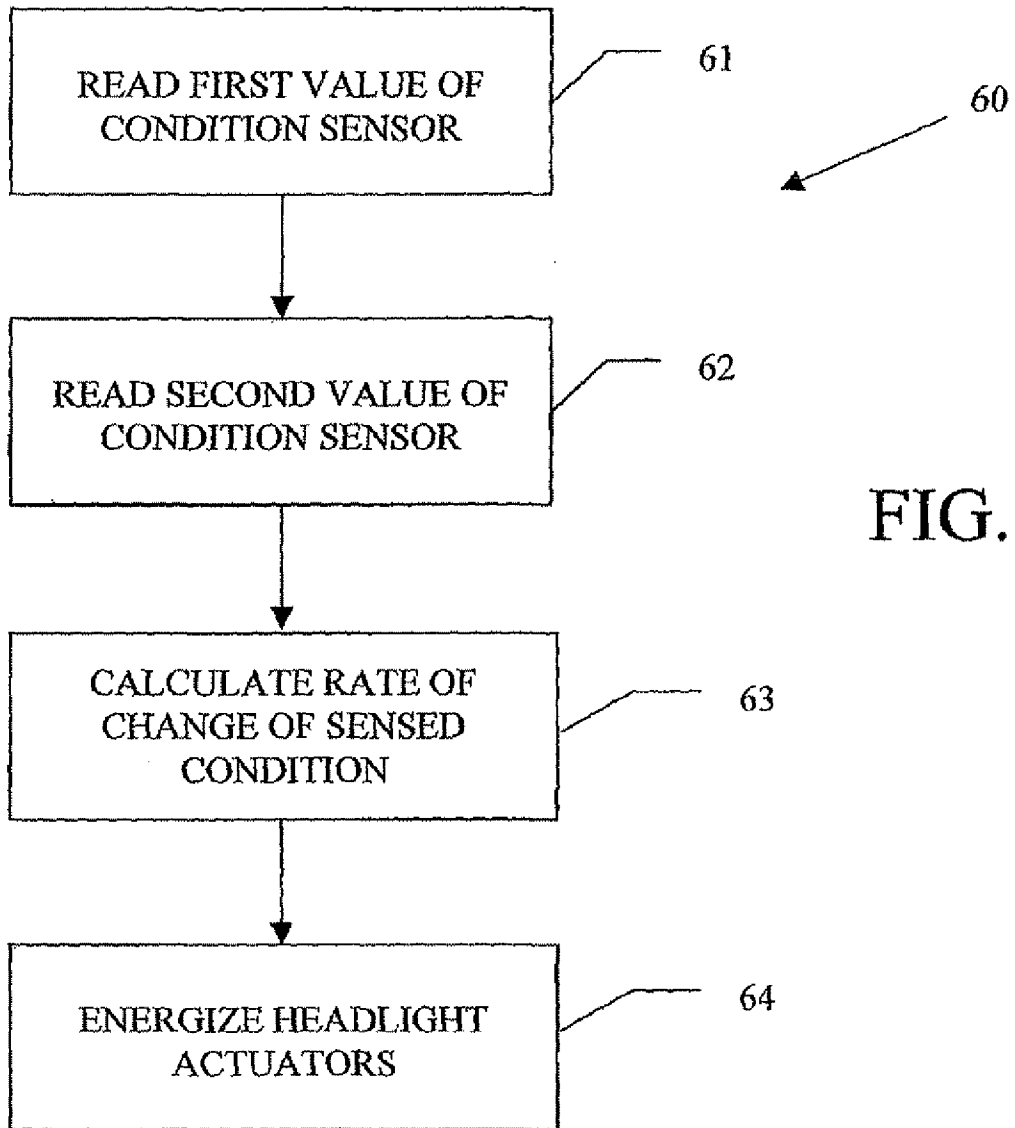 READ FIRST VALUE OF
CONDITION SENSOR
61
60
READ SECOND VALUE OF
CONDITION SENSOR
62
FIG.
CALCULATE RATE OF
CHANGE OF SENSED
CONDITION
63
ENERGIZE HEADLIGHT
ACTUATORS
64